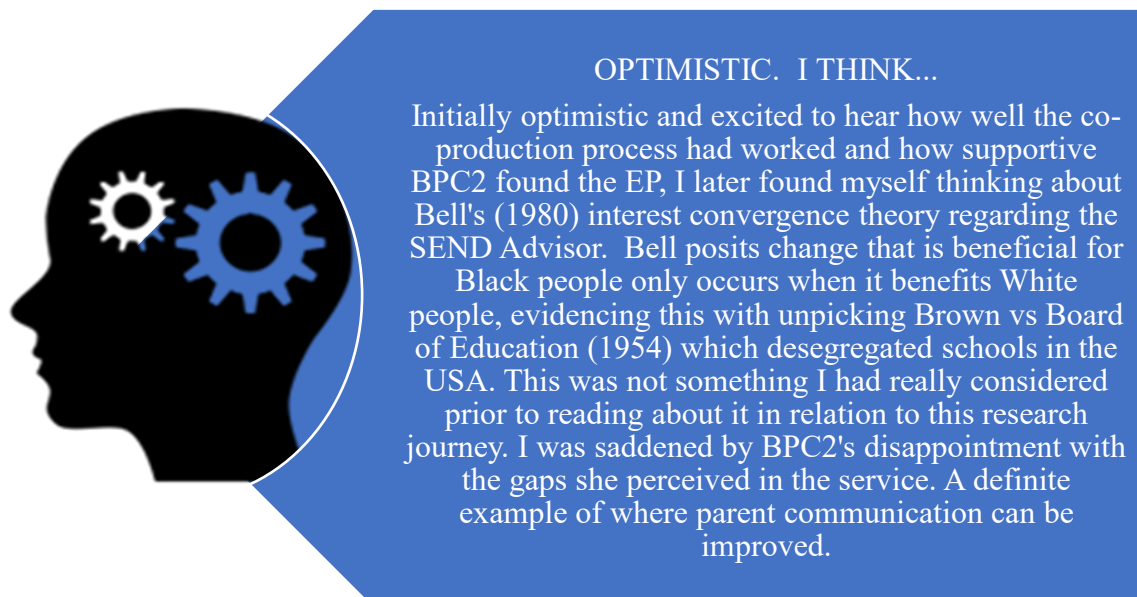 OPTIMISTIC.  I THINK...
Initially optimistic and excited to hear how well the co-
production process had worked and how supportive
BPC2 found the EP, I later found myself thinking about
Bell's (1980) interest convergence theory regarding the
SEND Advisor.  Bell posits change that is beneficial for
Black people only occurs when it benefits White
people, evidencing this with unpicking Brown vs Board
of Education (1954) which desegregated schools in the
USA. This was not something I had really considered
prior to reading about it in relation to this research
journey. I was saddened by BPC2's disappointment with
the gaps she perceived in the service. A definite
example of where parent communication can be
improved.